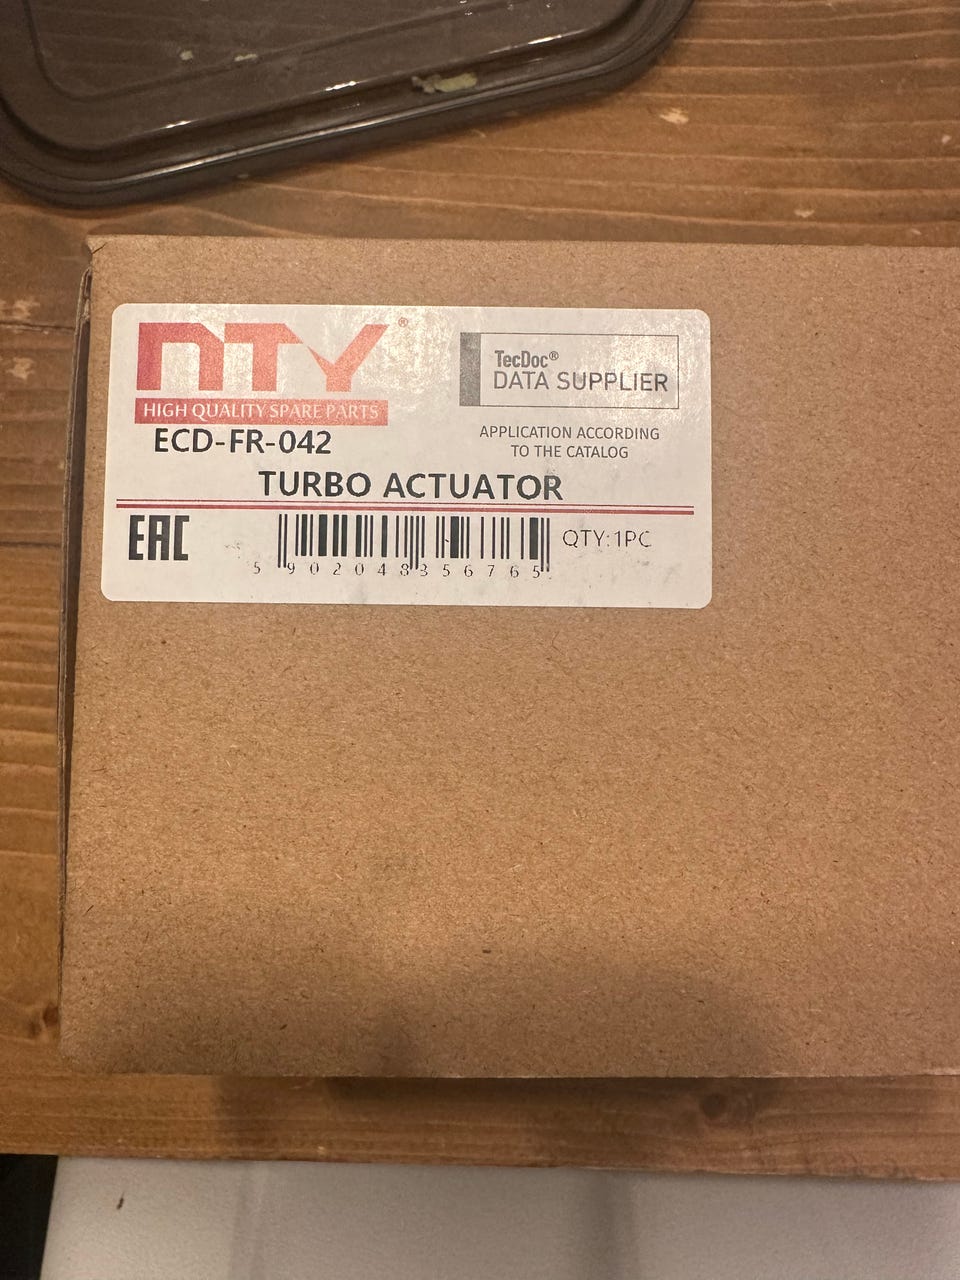 NTY®
HIGH QUALITY SPARE PARTS
TecDoc®
DATA SUPPLIER
ECD-FR-042
APPLICATION ACCORDING
TO THE CATALOG
TURBO ACTUATOR
EAC
QTY:1PC
5 902048 356765